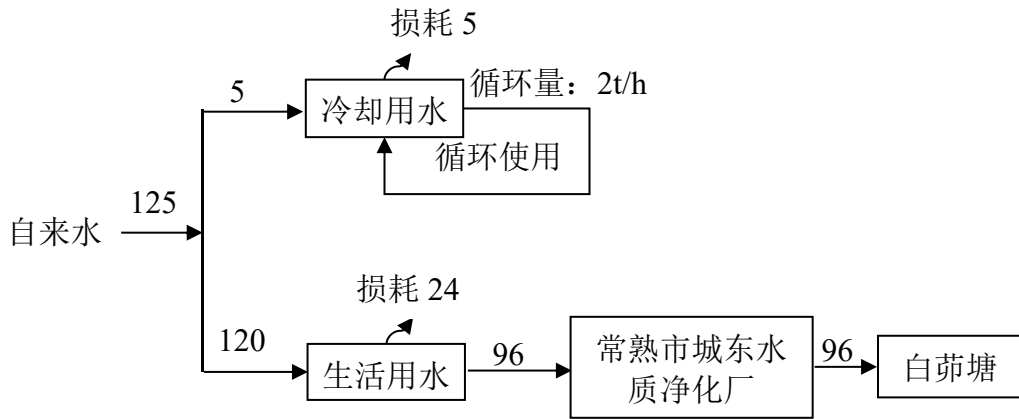 损耗 5
循环量：2t/h
5
冷却用水
循环使用
125
自来水
损耗 24
120
生活用水
96
常熟市城东水
质净化厂
96
白茆塘